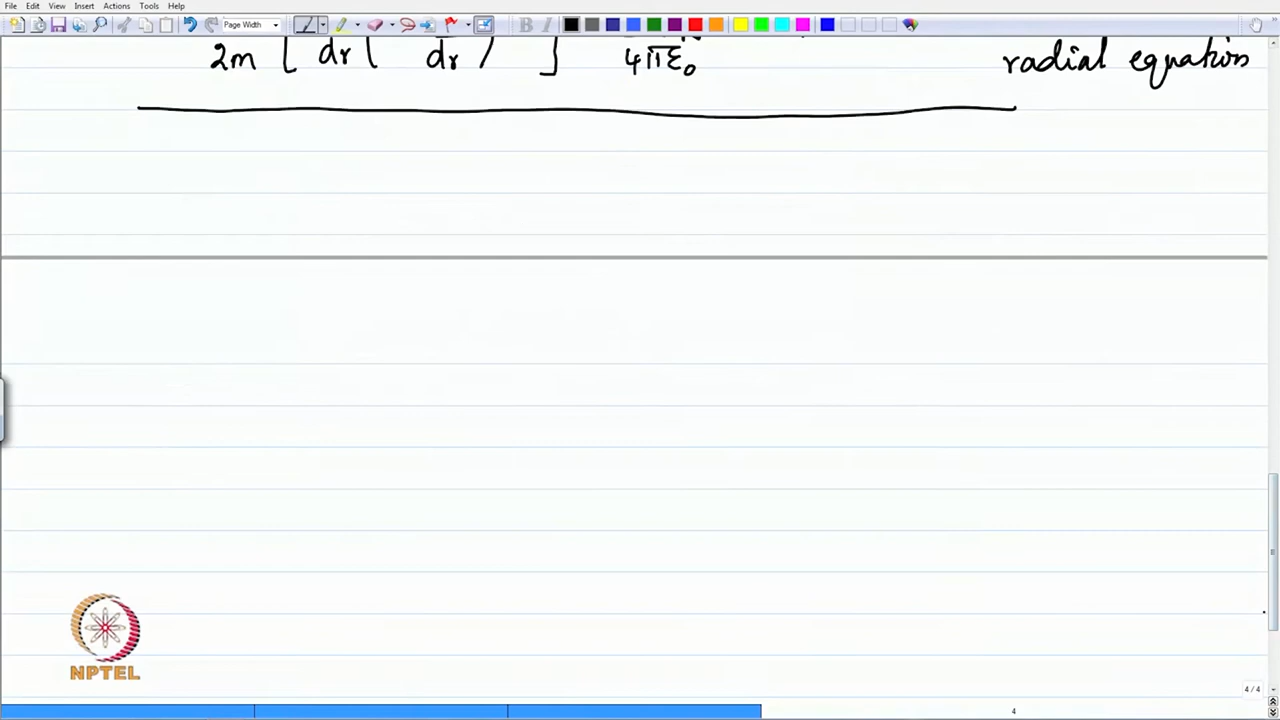 File Edit View Insert Actions Tools Help
Page Width
2m [ dr ( dr ) ] 4πε₀ radial equation
NPTEL
4 / 4
4